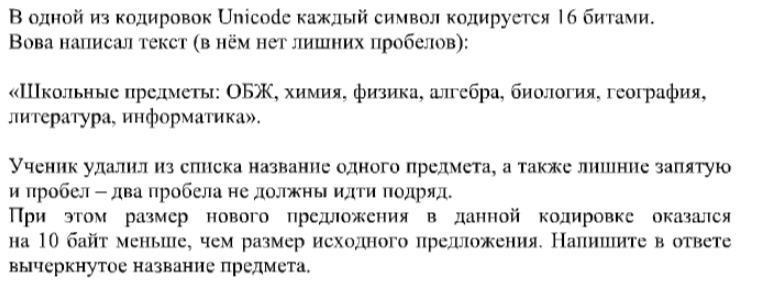 В одной из кодировок Unicode каждый символ кодируется 16 битами.
Вова написал текст (в нём нет лишних пробелов):
«Школьные предметы: ОБЖ, химия, физика, алгебра, биология, география,
литература, информатика».
Ученик удалил из списка название одного предмета, а также лишние запятую
и пробел – два пробела не должны идти подряд.
При этом размер нового предложения в данной кодировке оказался
на 10 байт меньше, чем размер исходного предложения. Напишите в ответе
вычеркнутое название предмета.